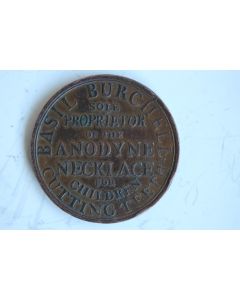 BASIL BURCHELL
SOLE
PROPRIETOR
OF THE
ANODYNE
NECKLACE
FOR
CHILDREN
CUTTING TEETH